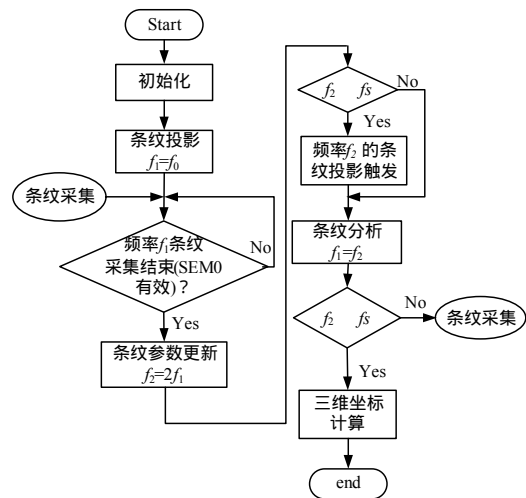 Start
初始化
条纹投影
f₁=f₀
条纹采集
频率f₁条纹
采集结束(SEM0
有效)？
No
Yes
条纹参数更新
f₂=2f₁
f₂ fs
No
Yes
频率f₂ 的条
纹投影触发
条纹分析
f₁=f₂
f₂ fs
No
条纹采集
Yes
三维坐标
计算
end